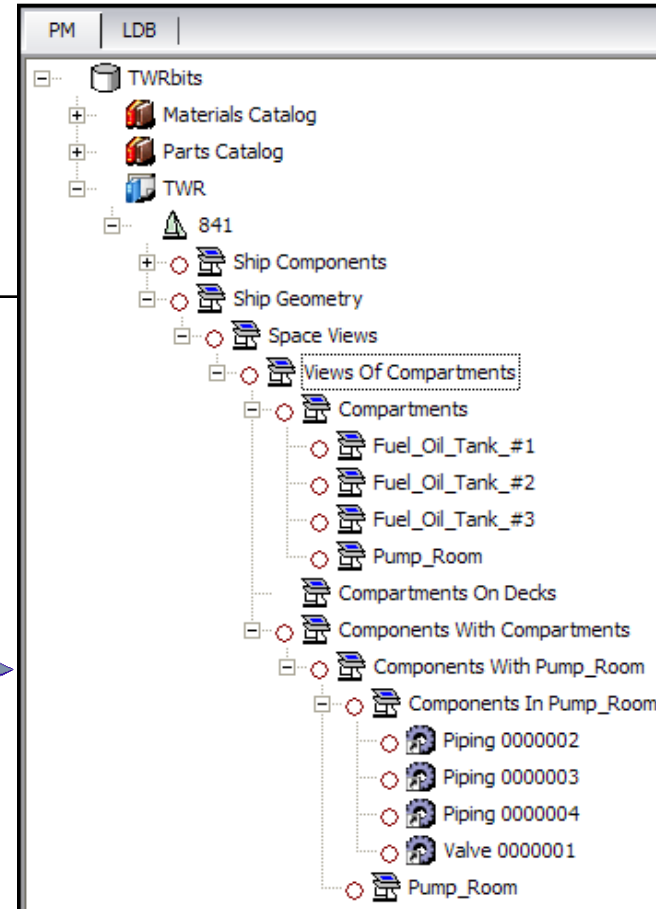 PM LDB
TWRbits
Materials Catalog
Parts Catalog
TWR
841
Ship Components
Ship Geometry
Space Views
Views Of Compartments
Compartments
Fuel_Oil_Tank_#1
Fuel_Oil_Tank_#2
Fuel_Oil_Tank_#3
Pump_Room
Compartments On Decks
Components With Compartments
Components With Pump_Room
Components In Pump_Room
Piping 0000002
Piping 0000003
Piping 0000004
Valve 0000001
Pump_Room